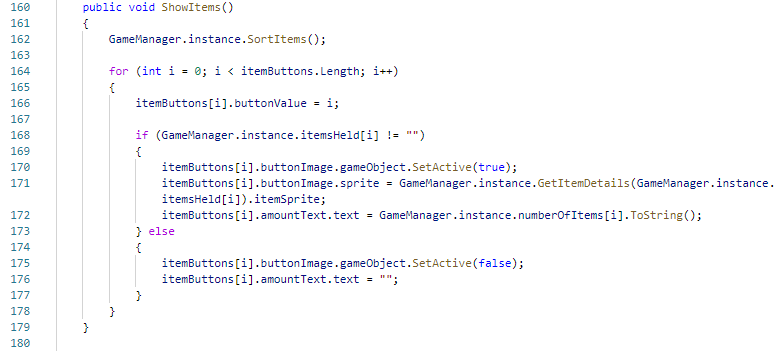 160 public void ShowItems()
161 {
162 GameManager.instance.SortItems();
163
164 for (int i = 0; i < itemButtons.Length; i++)
165 {
166 itemButtons[i].buttonValue = i;
167
168 if (GameManager.instance.itemsHeld[i] != "")
169 {
170 itemButtons[i].buttonImage.gameObject.SetActive(true);
171 itemButtons[i].buttonImage.sprite = GameManager.instance.GetItemDetails(GameManager.instance.
itemsHeld[i]).itemSprite;
172 itemButtons[i].amountText.text = GameManager.instance.numberOfItems[i].ToString();
173 } else
174 {
175 itemButtons[i].buttonImage.gameObject.SetActive(false);
176 itemButtons[i].amountText.text = "";
177 }
178 }
179 }
180